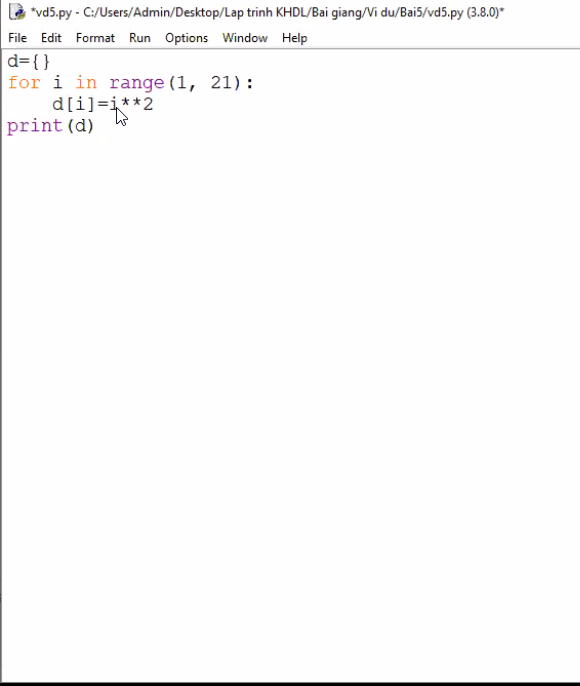 *vd5.py - C:/Users/Admin/Desktop/Lap trinh KHDL/Bai giang/Vi du/Bai5/vd5.py (3.8.0)*
File Edit Format Run Options Window Help
d={}
for i in range(1, 21):
    d[i]=i**2
print(d)